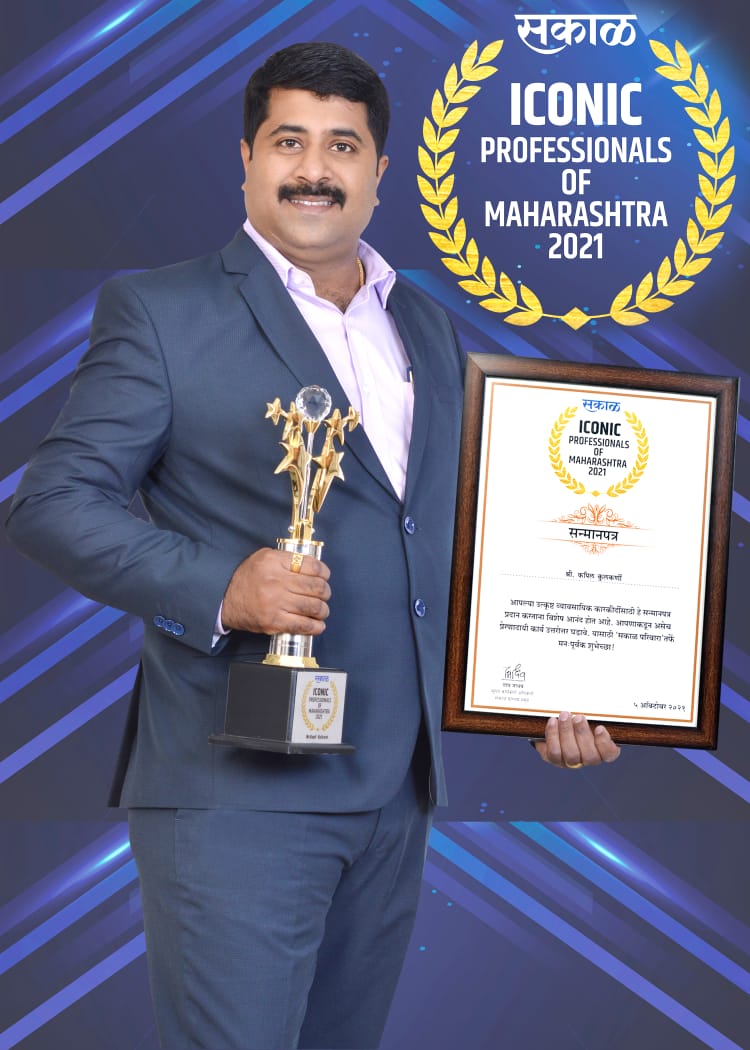 सकाळ
ICONIC
PROFESSIONALS
OF
MAHARASHTRA
2021
सकाळ
ICONIC
PROFESSIONALS
OF
MAHARASHTRA
2021
सन्मानपत्र
श्री. कपिल कुलकर्णी
आपल्या उत्कृष्ट व्यावसायिक कारकीर्दीसाठी हे सन्मानपत्र
प्रदान करताना विशेष आनंद होत आहे. आपणाकडून असेच
प्रेरणादायी कार्य उत्तरोत्तर घडावे. यासाठी 'सकाळ परिवारा'तर्फे
मनःपूर्वक शुभेच्छा!
५ ऑक्टोबर २०२१
सकाळ
ICONIC
PROFESSIONALS
OF
MAHARASHTRA
2021